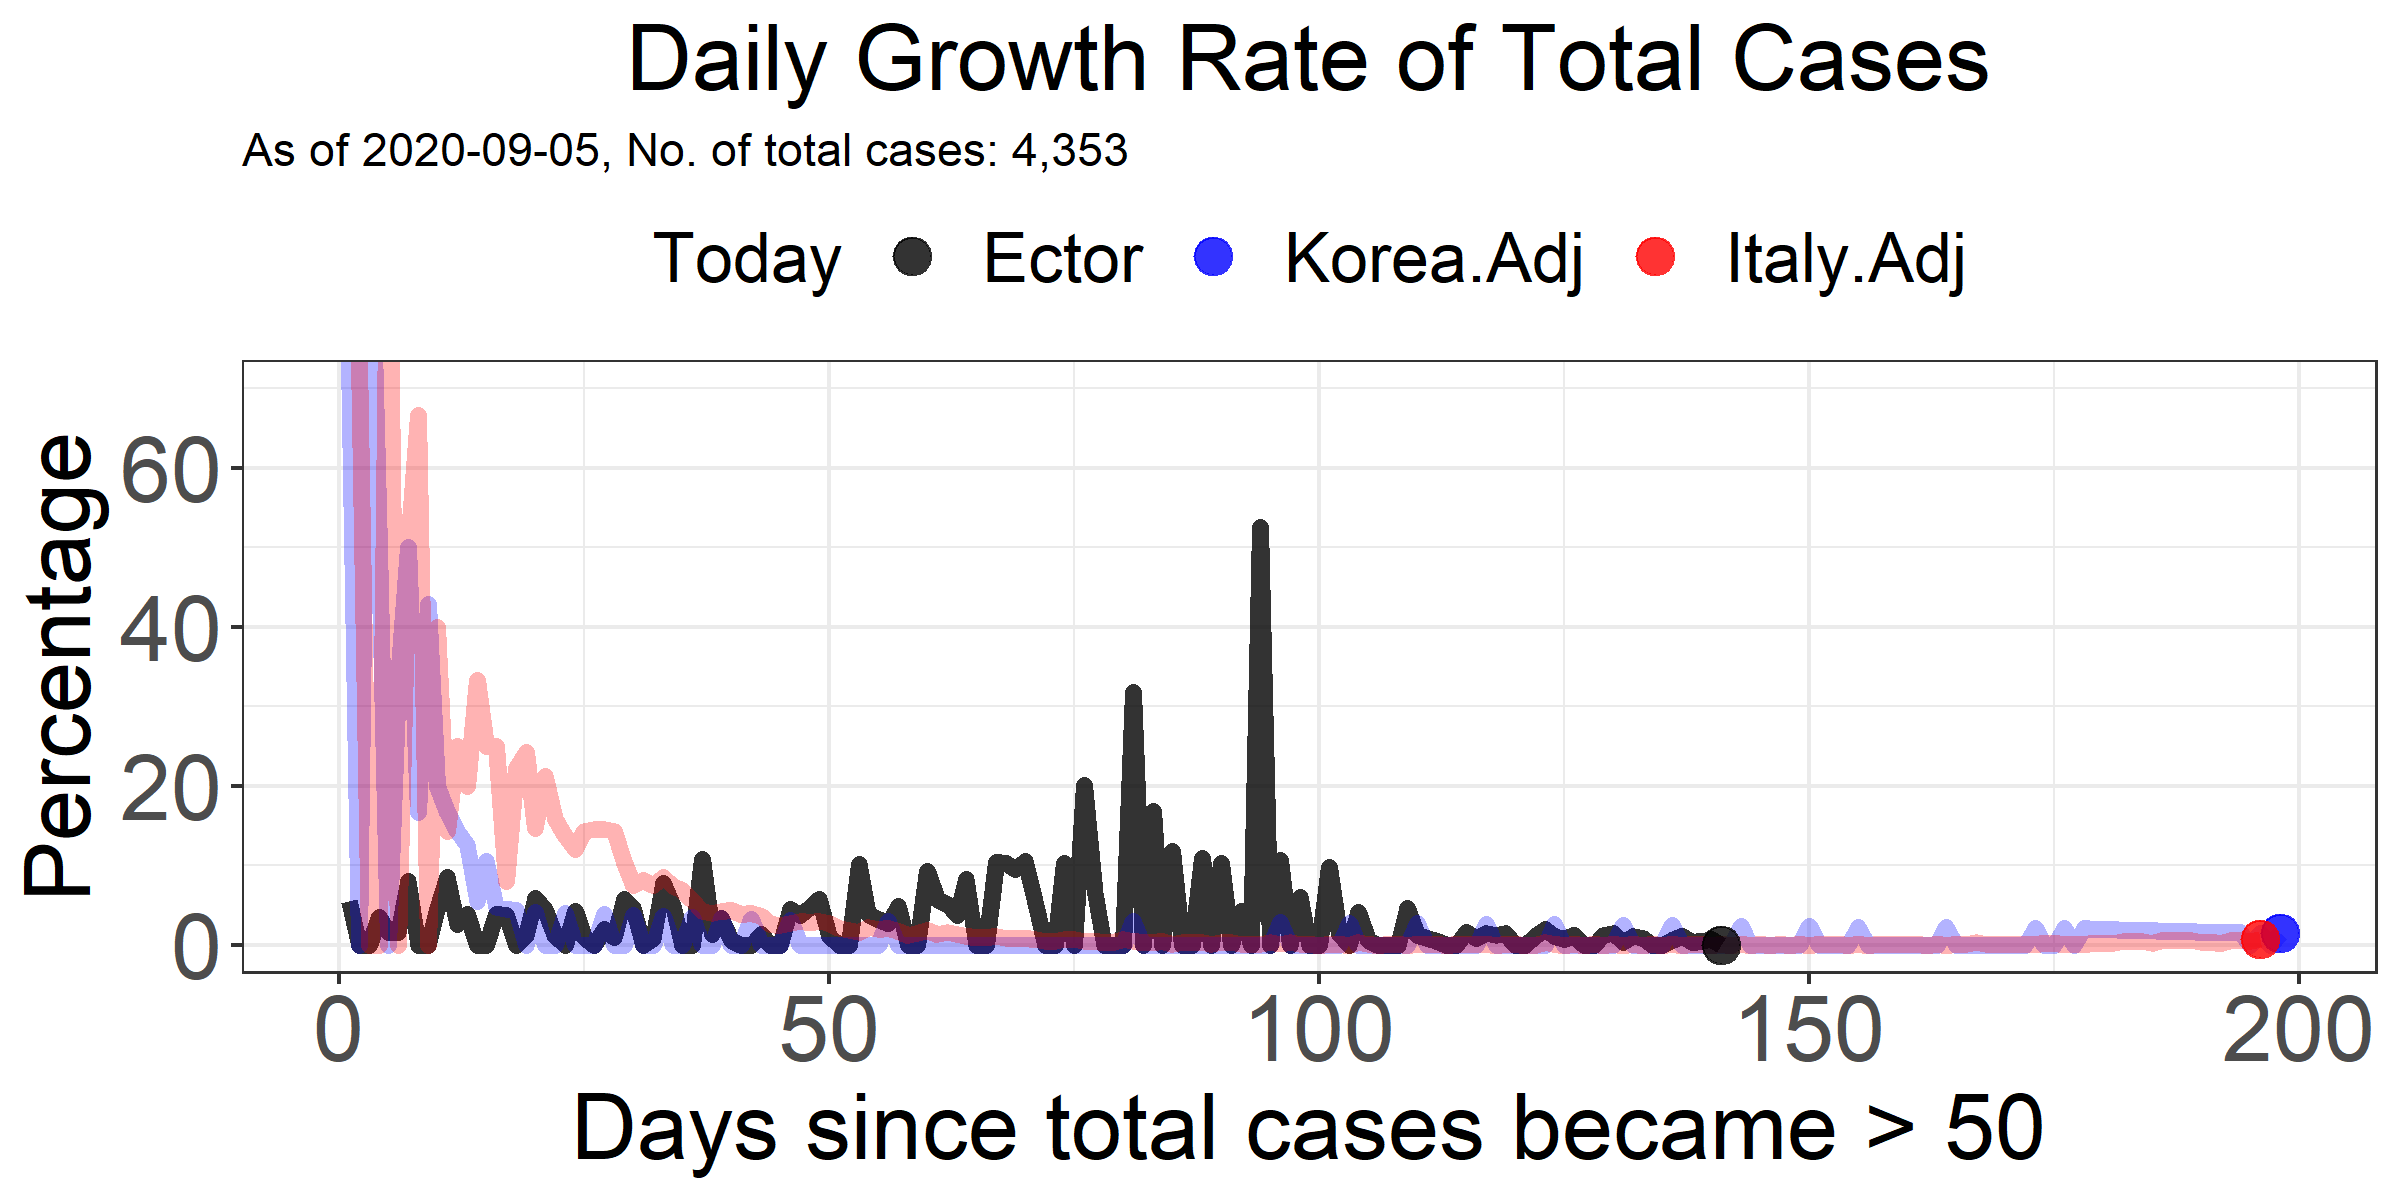 Daily Growth Rate of Total Cases
As of 2020-09-05, No. of total cases: 4,353
Today Ector Korea.Adj Italy.Adj
Percentage
60
40
20
0
0 50 100 150 200
Days since total cases became > 50